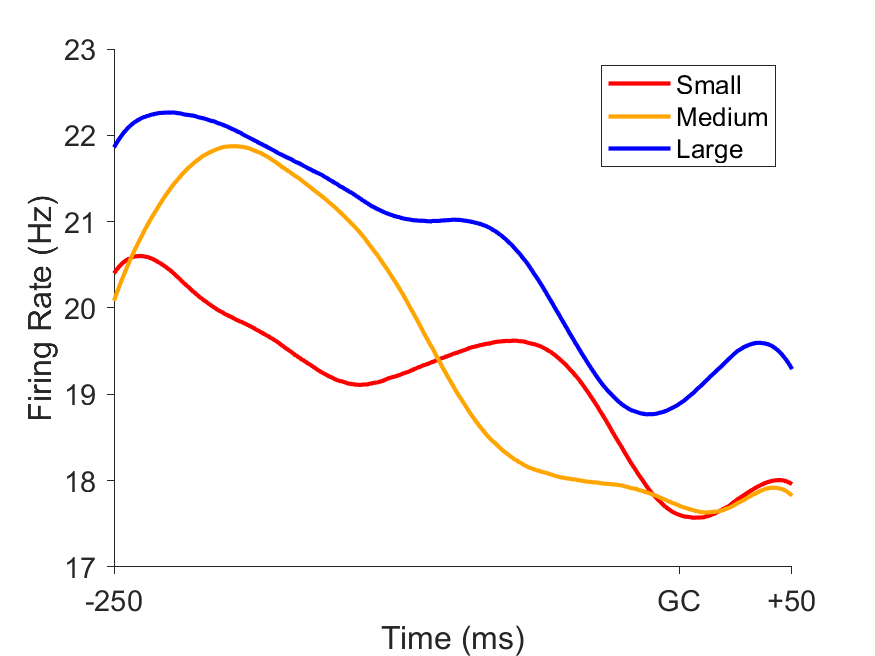 23
22
21
20
19
18
17
Firing Rate (Hz)
Small
Medium
Large
-250
GC
+50
Time (ms)